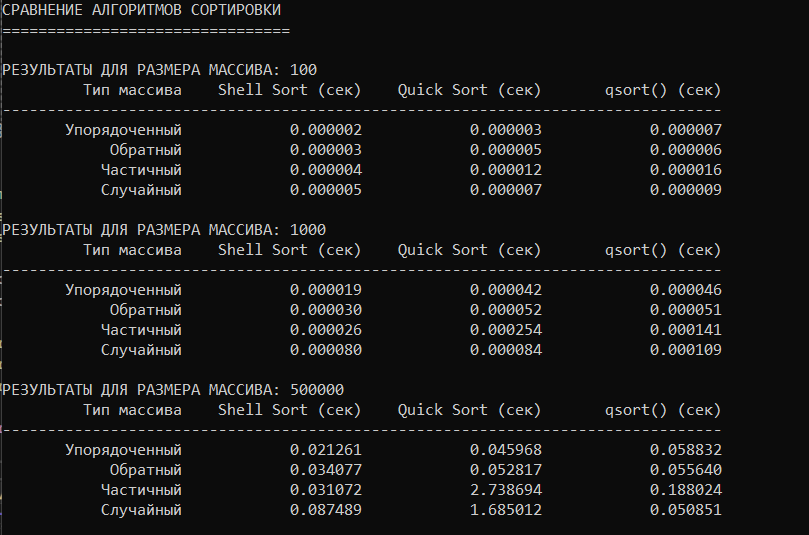 СРАВНЕНИЕ АЛГОРИТМОВ СОРТИРОВКИ
================================
РЕЗУЛЬТАТЫ ДЛЯ РАЗМЕРА МАССИВА: 100
Тип массива Shell Sort (сек) Quick Sort (сек) qsort() (сек)
--------------------------------------------------------------------------------
Упорядоченный 0.000002 0.000003 0.000007
Обратный 0.000003 0.000005 0.000006
Частичный 0.000004 0.000012 0.000016
Случайный 0.000005 0.000007 0.000009
РЕЗУЛЬТАТЫ ДЛЯ РАЗМЕРА МАССИВА: 1000
Тип массива Shell Sort (сек) Quick Sort (сек) qsort() (сек)
--------------------------------------------------------------------------------
Упорядоченный 0.000019 0.000042 0.000046
Обратный 0.000030 0.000052 0.000051
Частичный 0.000026 0.000254 0.000141
Случайный 0.000080 0.000084 0.000109
РЕЗУЛЬТАТЫ ДЛЯ РАЗМЕРА МАССИВА: 500000
Тип массива Shell Sort (сек) Quick Sort (сек) qsort() (сек)
--------------------------------------------------------------------------------
Упорядоченный 0.021261 0.045968 0.058832
Обратный 0.034077 0.052817 0.055640
Частичный 0.031072 2.738694 0.188024
Случайный 0.087489 1.685012 0.050851